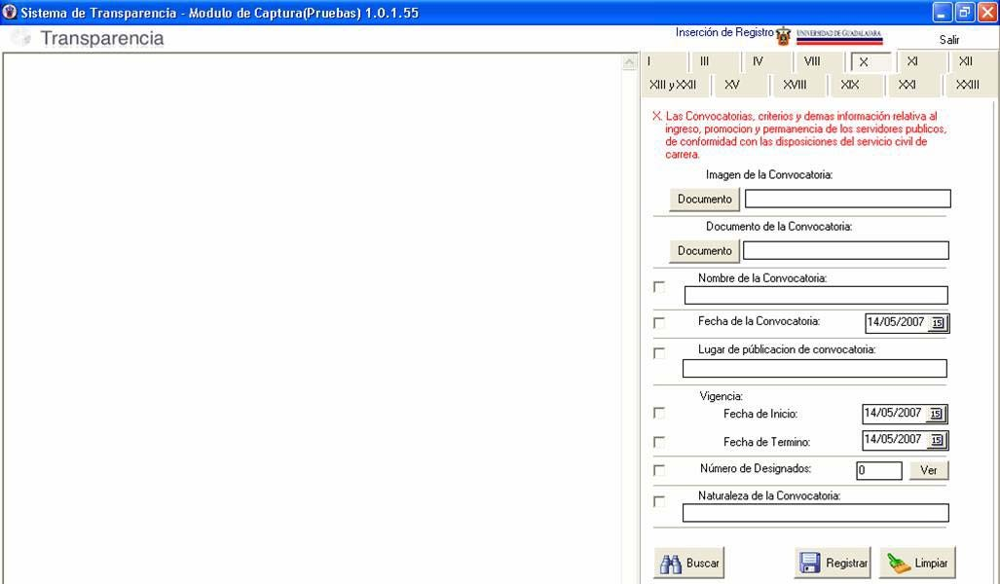 Sistema de Transparencia - Modulo de Captura(Pruebas) 1.0.1.55
Transparencia
Inserción de Registro
UNIVERSIDAD DE GUADALAJARA
Salir
I III IV VIII X XI XII
XIII y XXII XV XVIII XIX XXI XXIII
X. Las Convocatorias, criterios y demas información relativa al
ingreso, promocion y permanencia de los servidores publicos,
de conformidad con las disposiciones del servicio civil de
carrera.
Imagen de la Convocatoria:
Documento
Documento de la Convocatoria:
Documento
Nombre de la Convocatoria:
Fecha de la Convocatoria: 14/05/2007 15
Lugar de públicacion de convocatoria:
Vigencia:
Fecha de Inicio: 14/05/2007 15
Fecha de Termino: 14/05/2007 15
Número de Designados: 0 Ver
Naturaleza de la Convocatoria:
Buscar Registrar Limpiar